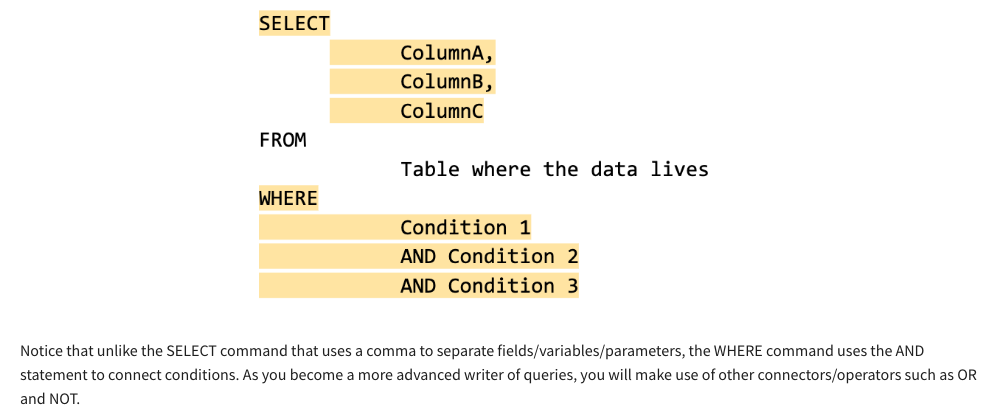 SELECT
ColumnA,
ColumnB,
ColumnC
FROM
Table where the data lives
WHERE
Condition 1
AND Condition 2
AND Condition 3
Notice that unlike the SELECT command that uses a comma to separate fields/variables/parameters, the WHERE command uses the AND
statement to connect conditions. As you become a more advanced writer of queries, you will make use of other connectors/operators such as OR
and NOT.